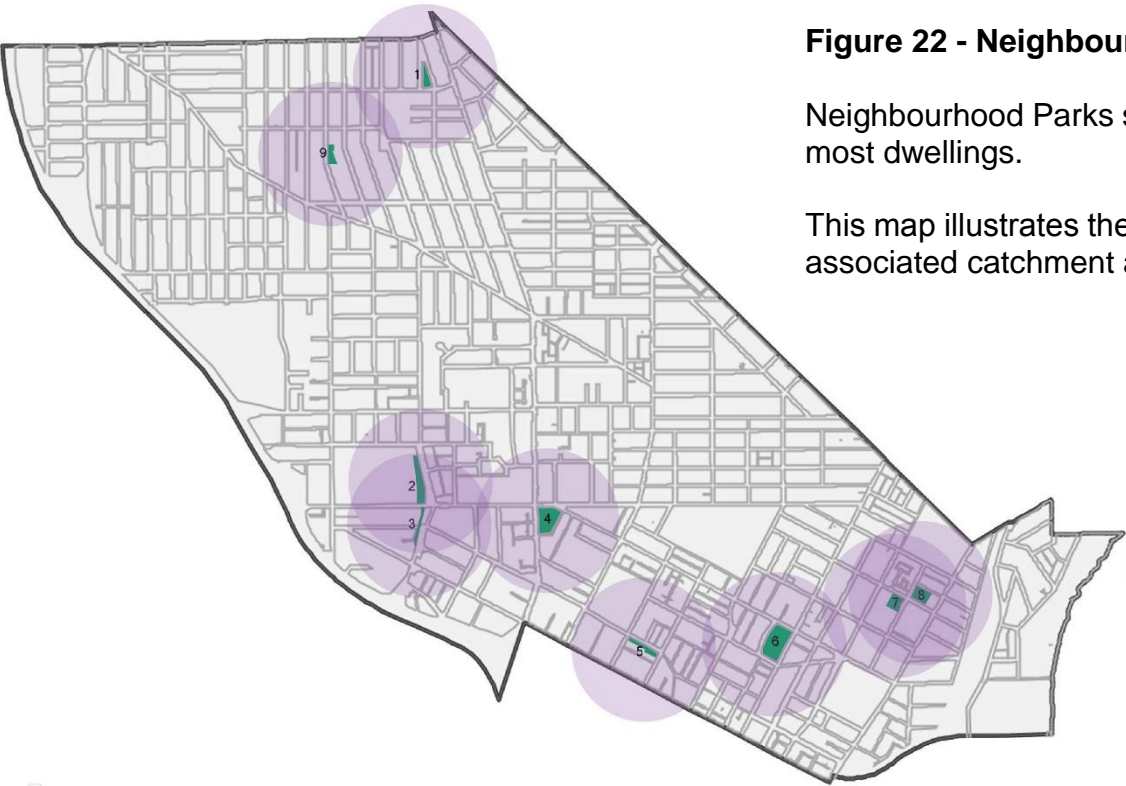 Figure 22 - Neighbour
Neighbourhood Parks s
most dwellings.
This map illustrates the
associated catchment a
1
9
2
3
4
5
6
7
8